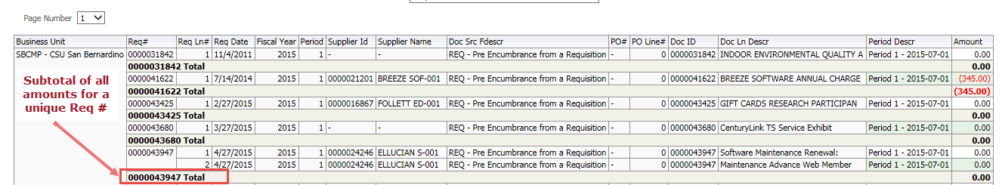 Page Number 1
Business Unit Req# Req Ln# Req Date Fiscal Year Period Supplier Id Supplier Name Doc Src Fdescr PO# PO Line# Doc ID Doc Ln Descr Period Descr Amount
SBCMP - CSU San Bernardino 0000031842 1 11/4/2011 2015 1 - - REQ - Pre Encumbrance from a Requisition - 0 0000031842 INDOOR ENVIRONMENTAL QUALITY A Period 1 - 2015-07-01 0.00
0000031842 Total 0.00
0000041622 1 7/14/2014 2015 1 0000021201 BREEZE SOF-001 REQ - Pre Encumbrance from a Requisition - 0 0000041622 BREEZE SOFTWARE ANNUAL CHARGE Period 1 - 2015-07-01 (345.00)
0000041622 Total (345.00)
0000043425 1 2/27/2015 2015 1 0000016867 FOLLETT ED-001 REQ - Pre Encumbrance from a Requisition - 0 0000043425 GIFT CARDS RESEARCH PARTICIPAN Period 1 - 2015-07-01 0.00
0000043425 Total 0.00
0000043680 1 3/27/2015 2015 1 - - REQ - Pre Encumbrance from a Requisition - 0 0000043680 CenturyLink TS Service Exhibit Period 1 - 2015-07-01 0.00
0000043680 Total 0.00
0000043947 1 4/27/2015 2015 1 0000024246 ELLUCIAN S-001 REQ - Pre Encumbrance from a Requisition - 0 0000043947 Software Maintenance Renewal: Period 1 - 2015-07-01 0.00
2 4/27/2015 2015 1 0000024246 ELLUCIAN S-001 REQ - Pre Encumbrance from a Requisition - 0 0000043947 Maintenance Advance Web Member Period 1 - 2015-07-01 0.00
0000043947 Total 0.00
Subtotal of all
amounts for a
unique Req #